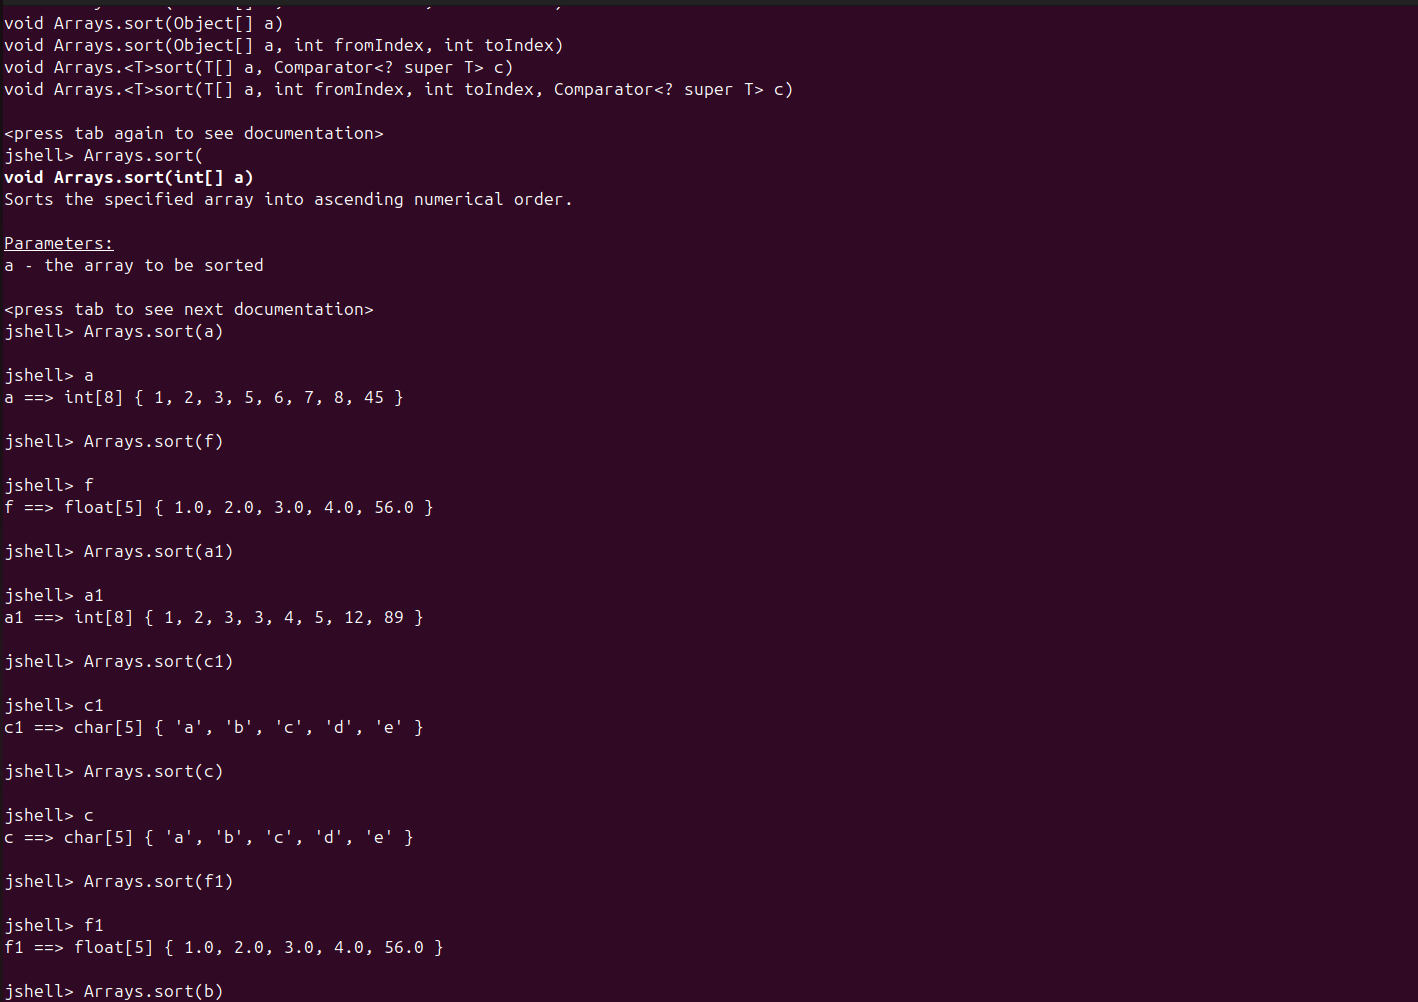 void Arrays.sort(Object[] a)
void Arrays.sort(Object[] a, int fromIndex, int toIndex)
void Arrays.<T>sort(T[] a, Comparator<? super T> c)
void Arrays.<T>sort(T[] a, int fromIndex, int toIndex, Comparator<? super T> c)
<press tab again to see documentation>
jshell> Arrays.sort(
void Arrays.sort(int[] a)
Sorts the specified array into ascending numerical order.
Parameters:
a - the array to be sorted
<press tab to see next documentation>
jshell> Arrays.sort(a)
jshell> a
a ==> int[8] { 1, 2, 3, 5, 6, 7, 8, 45 }
jshell> Arrays.sort(f)
jshell> f
f ==> float[5] { 1.0, 2.0, 3.0, 4.0, 56.0 }
jshell> Arrays.sort(a1)
jshell> a1
a1 ==> int[8] { 1, 2, 3, 3, 4, 5, 12, 89 }
jshell> Arrays.sort(c1)
jshell> c1
c1 ==> char[5] { 'a', 'b', 'c', 'd', 'e' }
jshell> Arrays.sort(c)
jshell> c
c ==> char[5] { 'a', 'b', 'c', 'd', 'e' }
jshell> Arrays.sort(f1)
jshell> f1
f1 ==> float[5] { 1.0, 2.0, 3.0, 4.0, 56.0 }
jshell> Arrays.sort(b)